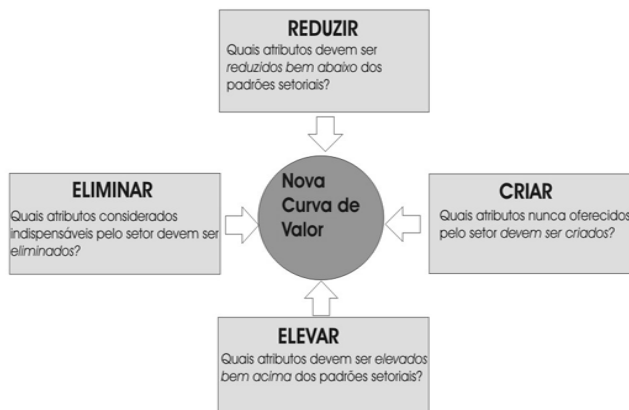 REDUZIR
Quais atributos devem ser
reduzidos bem abaixo dos
padrões setoriais?
ELIMINAR
Quais atributos considerados
indispensáveis pelo setor devem ser
eliminados?
Nova
Curva de
Valor
CRIAR
Quais atributos nunca oferecidos
pelo setor devem ser criados?
ELEVAR
Quais atributos devem ser elevados
bem acima dos padrões setoriais?